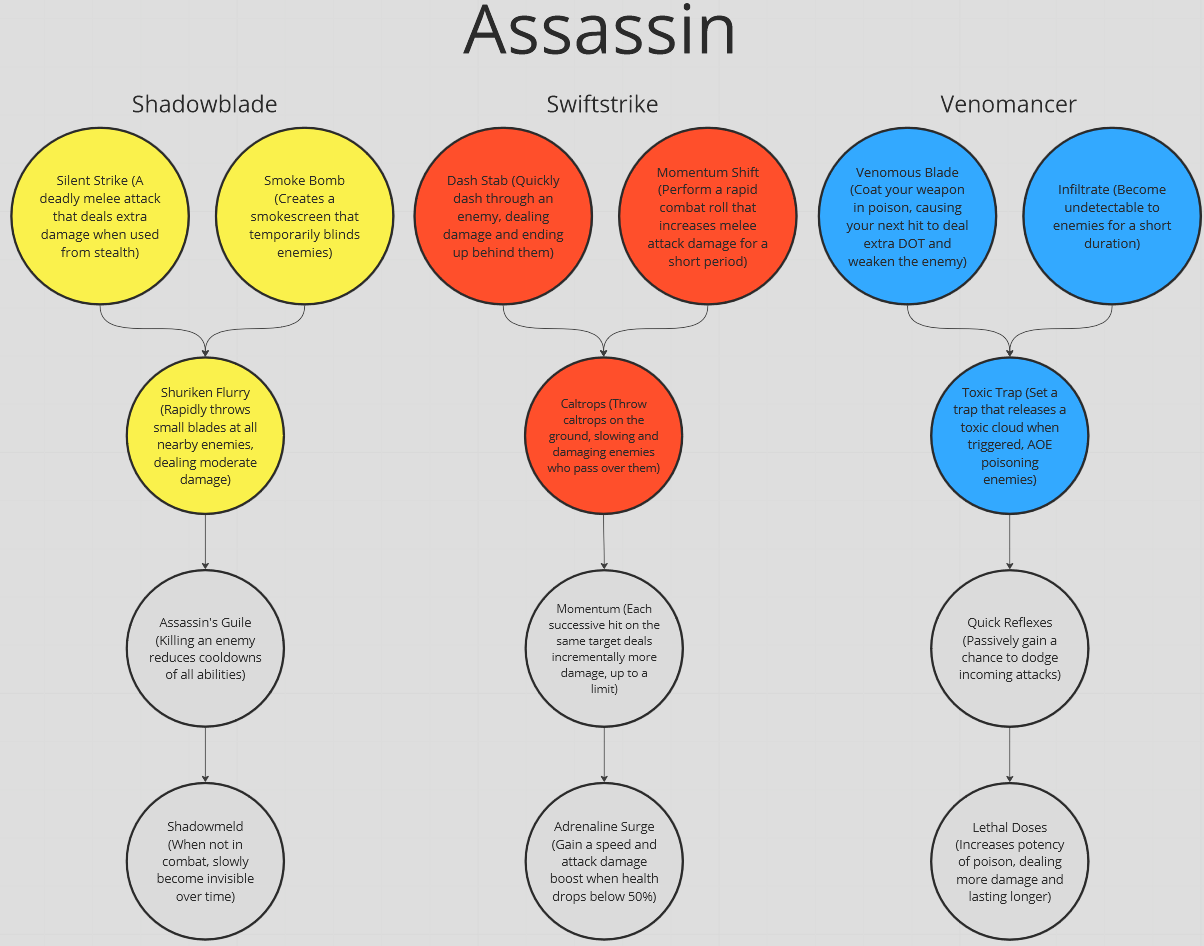 Assassin
Shadowblade
Swiftstrike
Venomancer
Silent Strike (A
deadly melee attack
that deals extra
damage when used
from stealth)
Smoke Bomb
(Creates a
smokescreen that
temporarily blinds
enemies)
Dash Stab (Quickly
dash through an
enemy, dealing
damage and ending
up behind them)
Momentum Shift
(Perform a rapid
combat roll that
increases melee
attack damage for a
short period)
Venomous Blade
(Coat your weapon
in poison, causing
your next hit to deal
extra DOT and
weaken the enemy)
Infiltrate (Become
undetectable to
enemies for a short
duration)
Shuriken Flurry
(Rapidly throws
small blades at all
nearby enemies,
dealing moderate
damage)
Caltrops (Throw
caltrops on the
ground, slowing and
damaging enemies
who pass over them)
Toxic Trap (Set a
trap that releases a
toxic cloud when
triggered, AOE
poisoning
enemies)
Assassin's Guile
(Killing an enemy
reduces cooldowns
of all abilities)
Momentum (Each
successive hit on the
same target deals
incrementally more
damage, up to a
limit)
Quick Reflexes
(Passively gain a
chance to dodge
incoming attacks)
Shadowmeld
(When not in
combat, slowly
become invisible
over time)
Adrenaline Surge
(Gain a speed and
attack damage
boost when health
drops below 50%)
Lethal Doses
(Increases potency
of poison, dealing
more damage and
lasting longer)